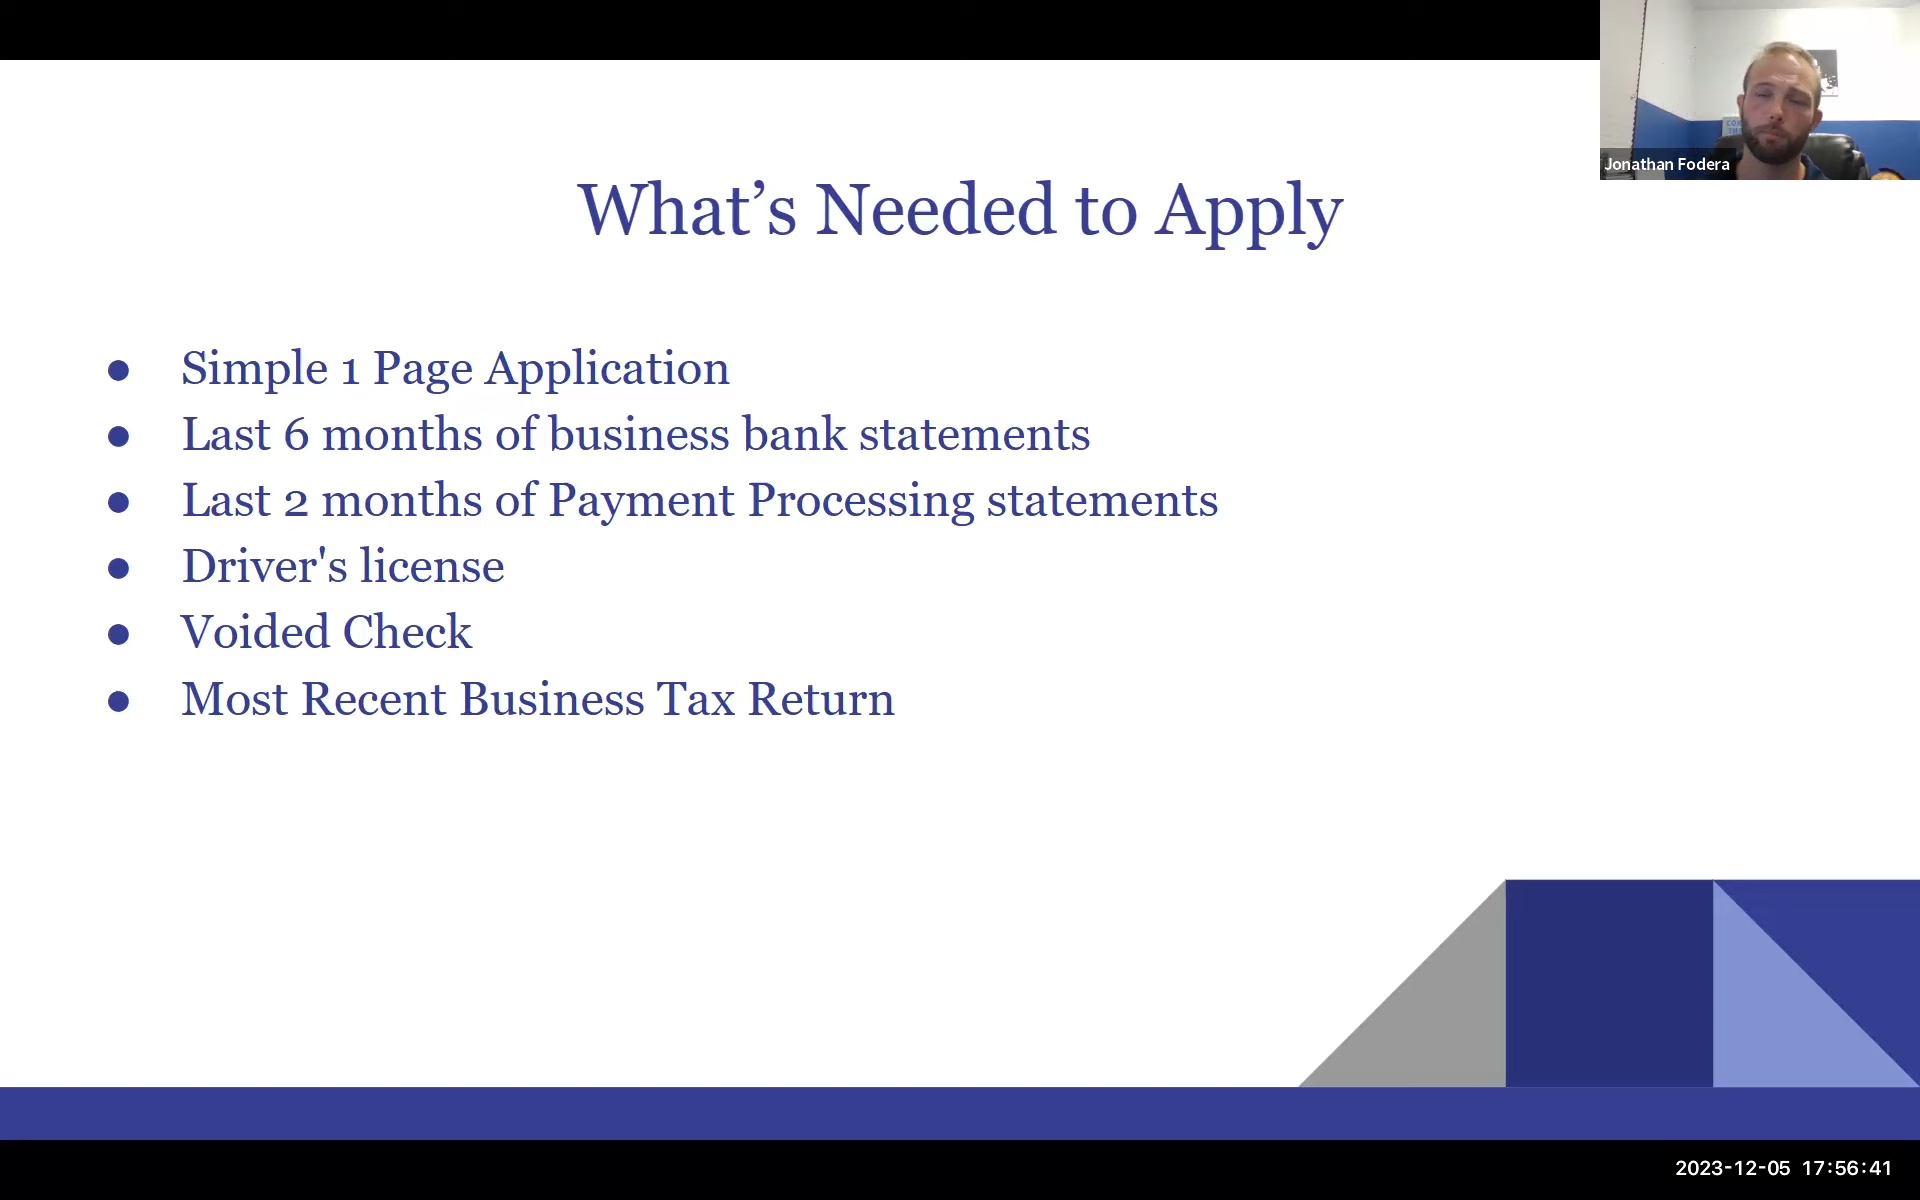 Jonathan Fodera
What’s Needed to Apply
Simple 1 Page Application
Last 6 months of business bank statements
Last 2 months of Payment Processing statements
Driver's license
Voided Check
Most Recent Business Tax Return
2023-12-05 17:56:41